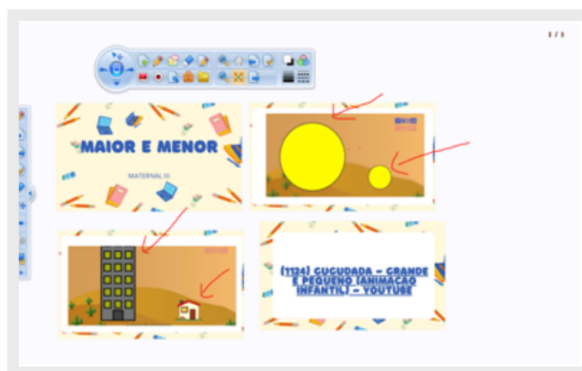 1 / 1
MAIOR E MENOR
MATERNAL III
(1124) GUGUDADA - GRANDE
E PEQUENO (ANIMAÇÃO
INFANTIL) - YOUTUBE